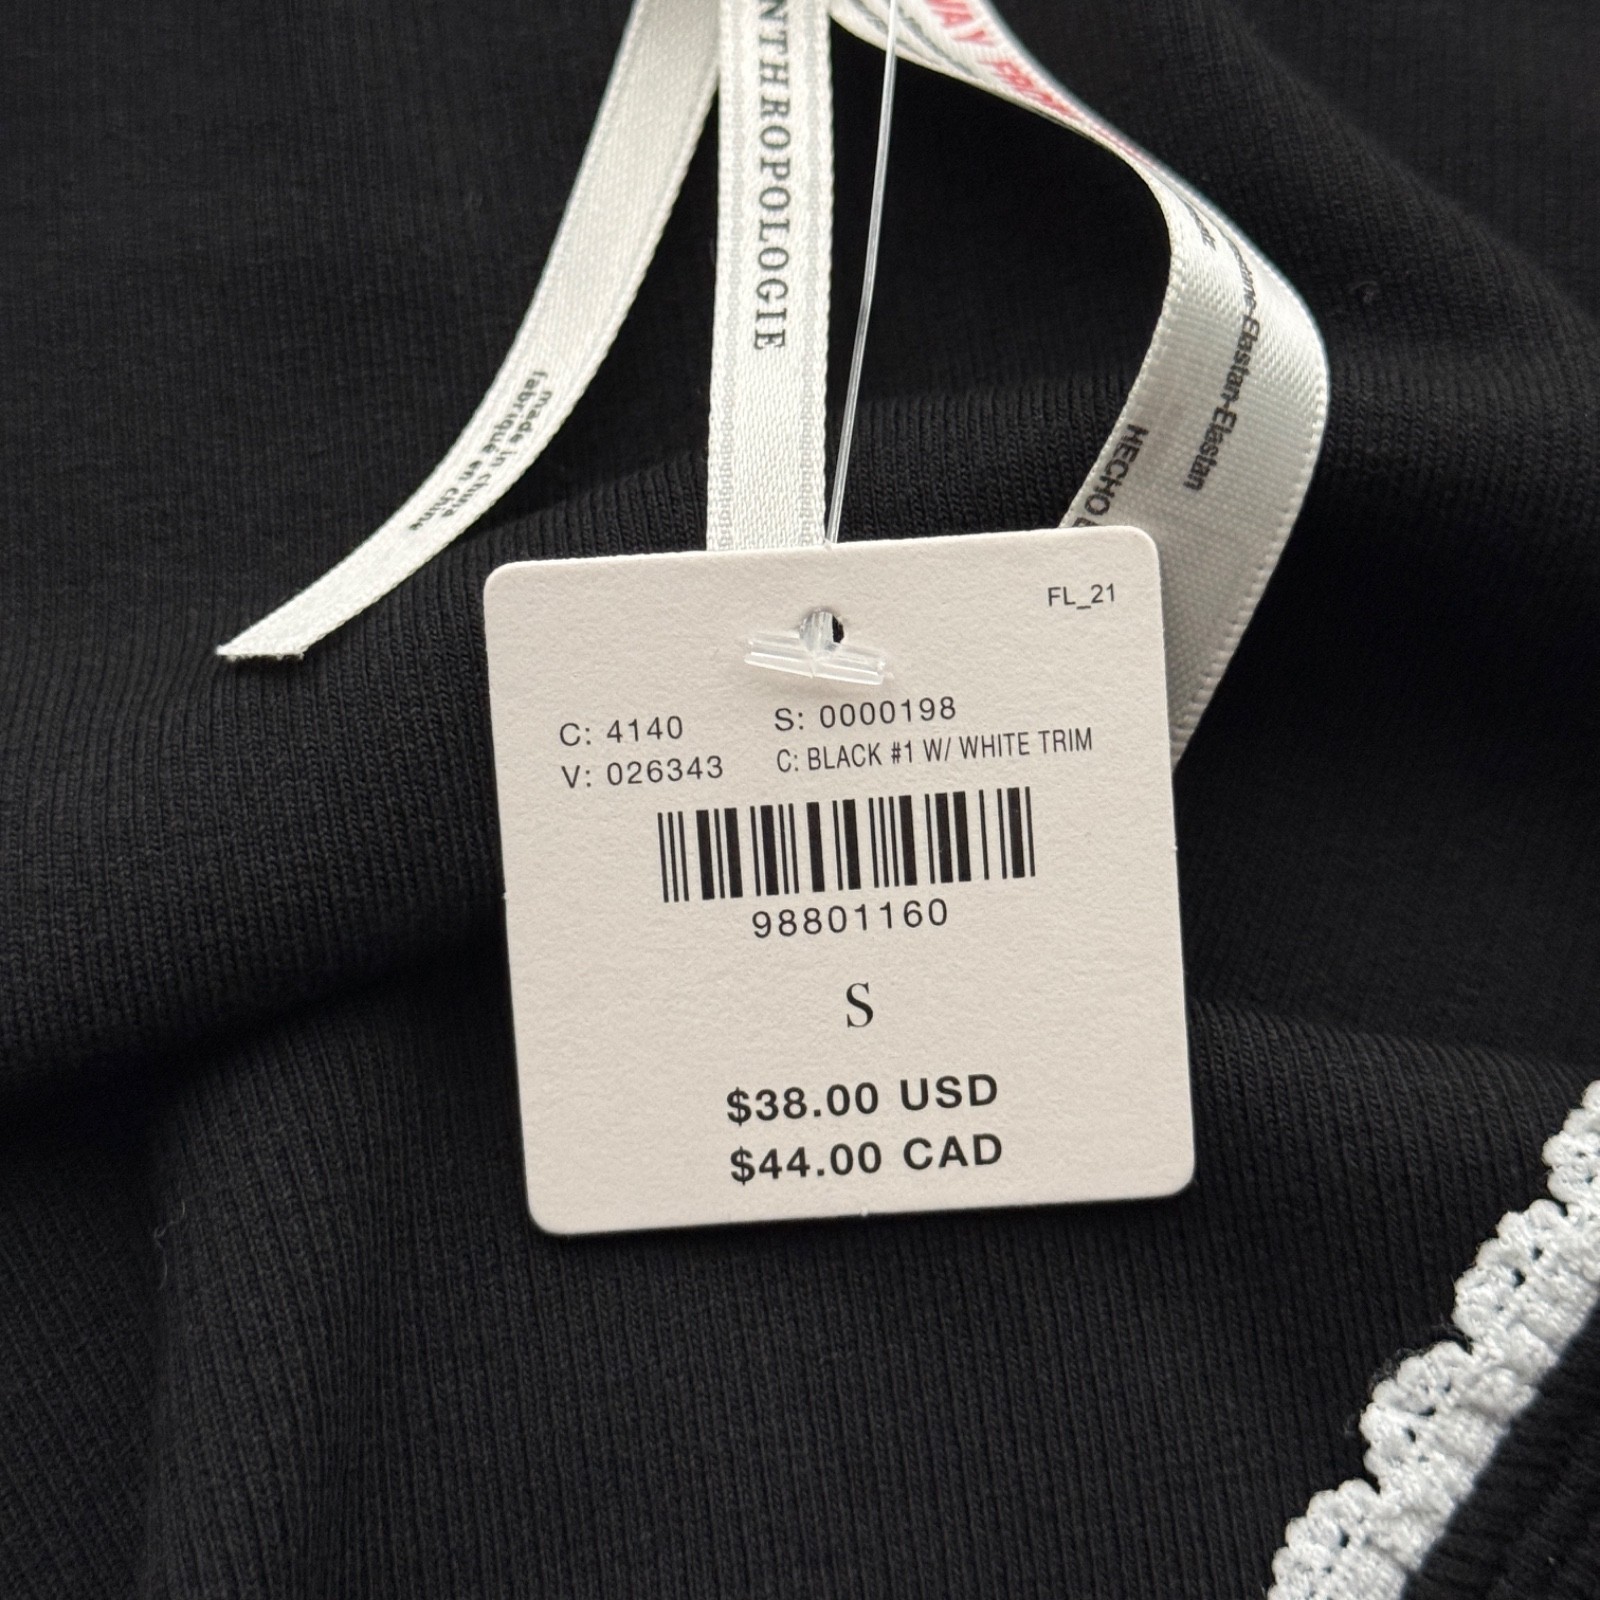 NTHROPOLOGIE
made in china
fabriqué en chine
Elastan-Elastan
HECHO
FL_21
C: 4140 S: 0000198
V: 026343 C: BLACK #1 W/ WHITE TRIM
98801160
S
$38.00 USD
$44.00 CAD